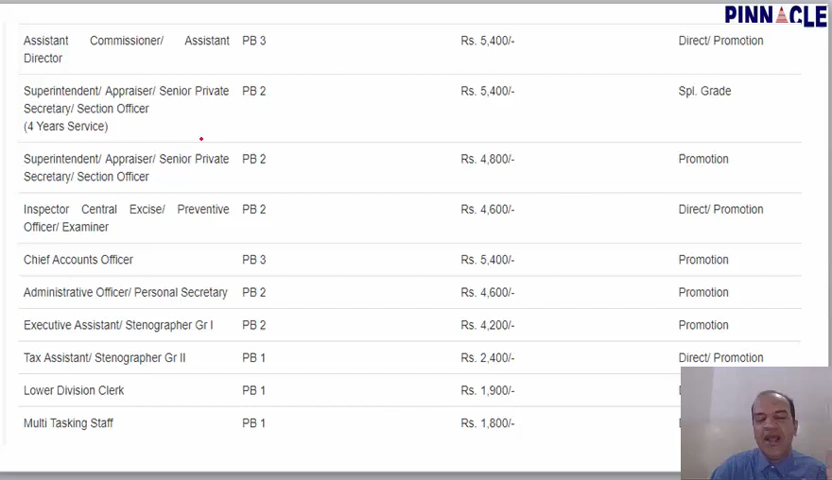 PINNACLE
Assistant Commissioner/ Assistant PB 3 Rs. 5,400/- Direct/ Promotion
Director
Superintendent/ Appraiser/ Senior Private PB 2 Rs. 5,400/- Spl. Grade
Secretary/ Section Officer
(4 Years Service)
Superintendent/ Appraiser/ Senior Private PB 2 Rs. 4,800/- Promotion
Secretary/ Section Officer
Inspector Central Excise/ Preventive PB 2 Rs. 4,600/- Direct/ Promotion
Officer/ Examiner
Chief Accounts Officer PB 3 Rs. 5,400/- Promotion
Administrative Officer/ Personal Secretary PB 2 Rs. 4,600/- Promotion
Executive Assistant/ Stenographer Gr I PB 2 Rs. 4,200/- Promotion
Tax Assistant/ Stenographer Gr II PB 1 Rs. 2,400/- Direct/ Promotion
Lower Division Clerk PB 1 Rs. 1,900/-
Multi Tasking Staff PB 1 Rs. 1,800/-